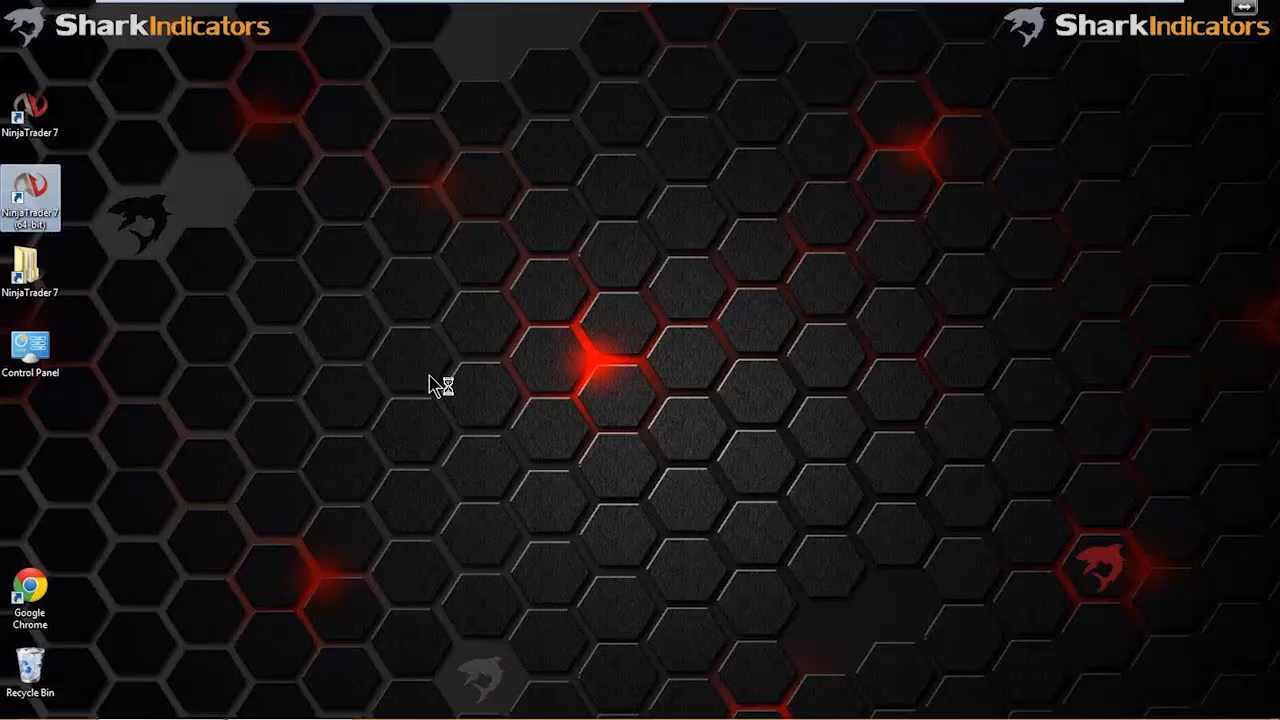 SharkIndicators
SharkIndicators
NinjaTrader 7
NinjaTrader 7
(64-bit)
NinjaTrader 7
Control Panel
Google
Chrome
Recycle Bin